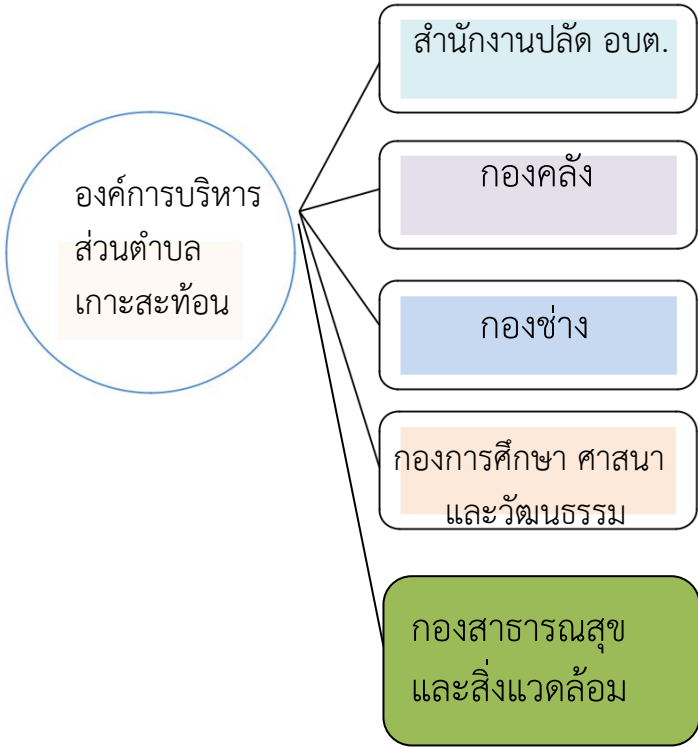 องค์การบริหาร
ส่วนตำบล
เกาะสะท้อน
สำนักงานปลัด อบต.
กองคลัง
กองช่าง
กองการศึกษา ศาสนา
และวัฒนธรรม
กองสาธารณสุข
และสิ่งแวดล้อม